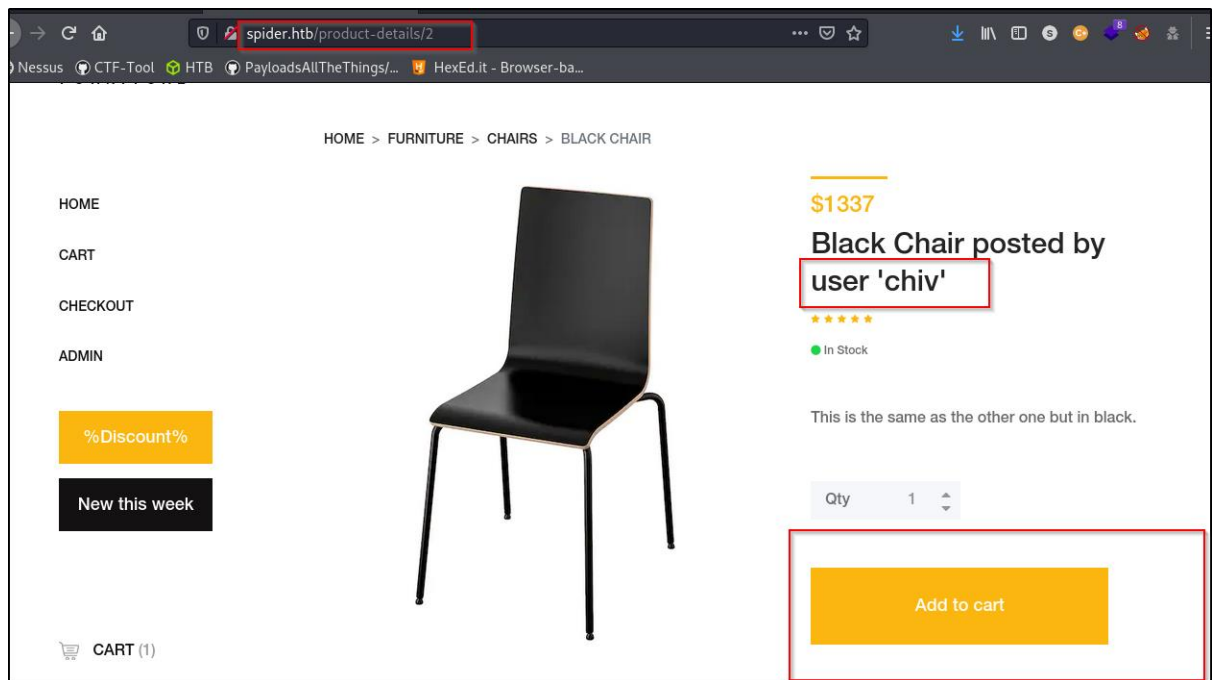 spider.htb/product-details/2
Nessus CTF-Tool HTB PayloadsAllTheThings/... HexEd.it - Browser-ba...
HOME > FURNITURE > CHAIRS > BLACK CHAIR
HOME
CART
CHECKOUT
ADMIN
%Discount%
New this week
CART (1)
$1337
Black Chair posted by
user 'chiv'
In Stock
This is the same as the other one but in black.
Qty 1
Add to cart